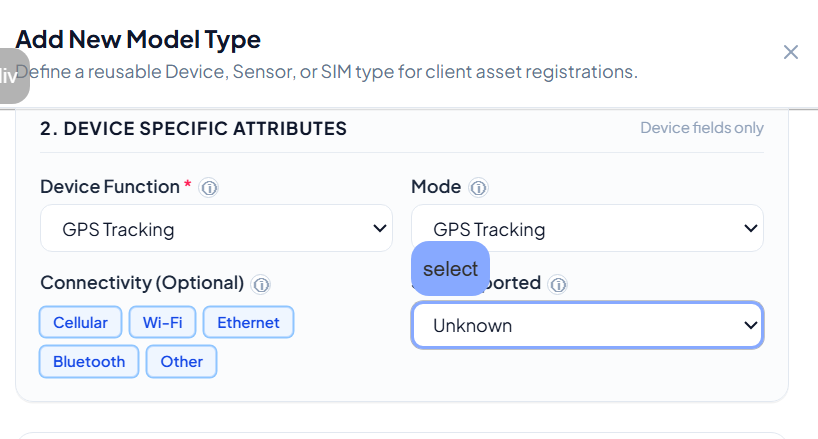 Add New Model Type
div
Define a reusable Device, Sensor, or SIM type for client asset registrations.
2. DEVICE SPECIFIC ATTRIBUTES
Device fields only
Device Function *
Mode
GPS Tracking
GPS Tracking
select
Connectivity (Optional)
Cellular
Wi-Fi
Ethernet
Bluetooth
Other
Unknown